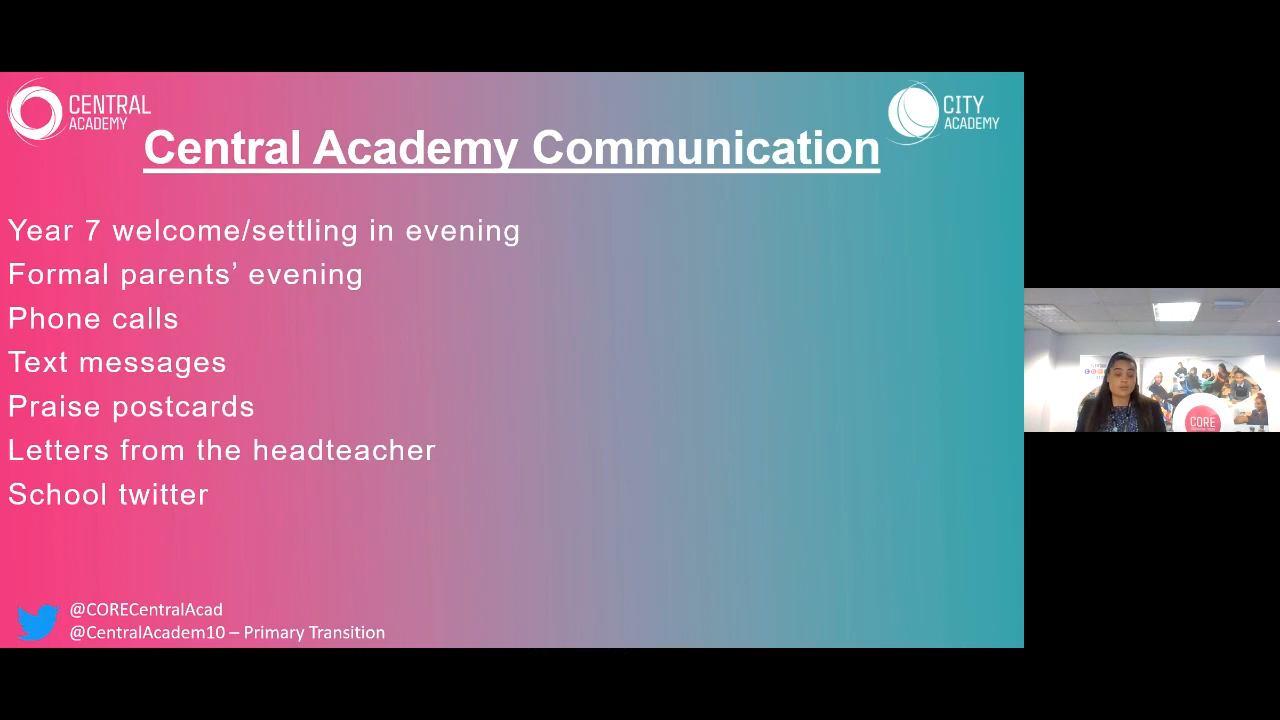 CENTRAL
ACADEMY
CITY
ACADEMY
Central Academy Communication
Year 7 welcome/settling in evening
Formal parents’ evening
Phone calls
Text messages
Praise postcards
Letters from the headteacher
School twitter
@CORECentralAcad
@CentralAcadem10 – Primary Transition
CORE